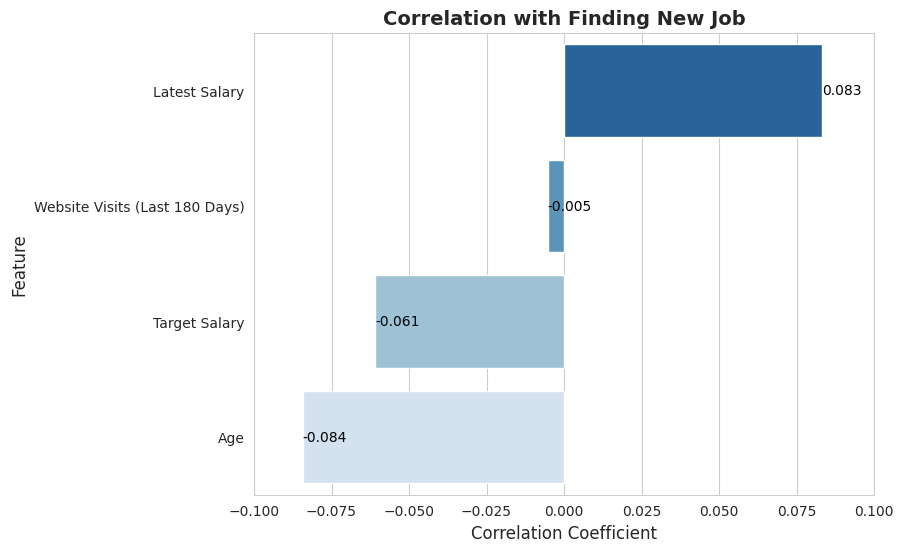 Correlation with Finding New Job
Latest Salary
0.083
Website Visits (Last 180 Days)
-0.005
Target Salary
-0.061
Age
-0.084
Feature
−0.100 −0.075 −0.050 −0.025 0.000 0.025 0.050 0.075 0.100
Correlation Coefficient